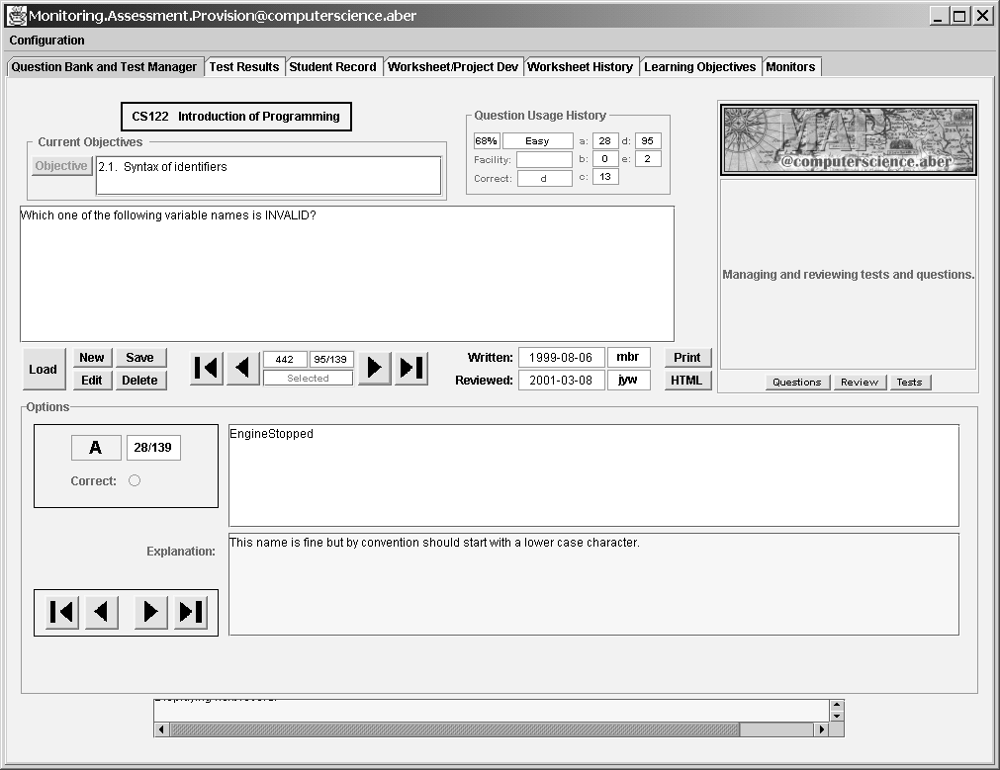 Monitoring.Assessment.Provision@computerscience.aber
Configuration
Question Bank and Test Manager Test Results Student Record Worksheet/Project Dev Worksheet History Learning Objectives Monitors
CS122 Introduction of Programming
Current Objectives
Objective 2.1. Syntax of identifiers
Question Usage History
68% Easy a: 28 d: 95
Facility: b: 0 e: 2
Correct: d c: 13
MAP
@computerscience.aber
Managing and reviewing tests and questions.
Questions Review Tests
Which one of the following variable names is INVALID?
Load
New Save
Edit Delete
442 95/139
Selected
Written: 1999-08-06 mbr
Reviewed: 2001-03-08 jyw
Print
HTML
Options
A 28/139
Correct:
EngineStopped
Explanation:
This name is fine but by convention should start with a lower case character.